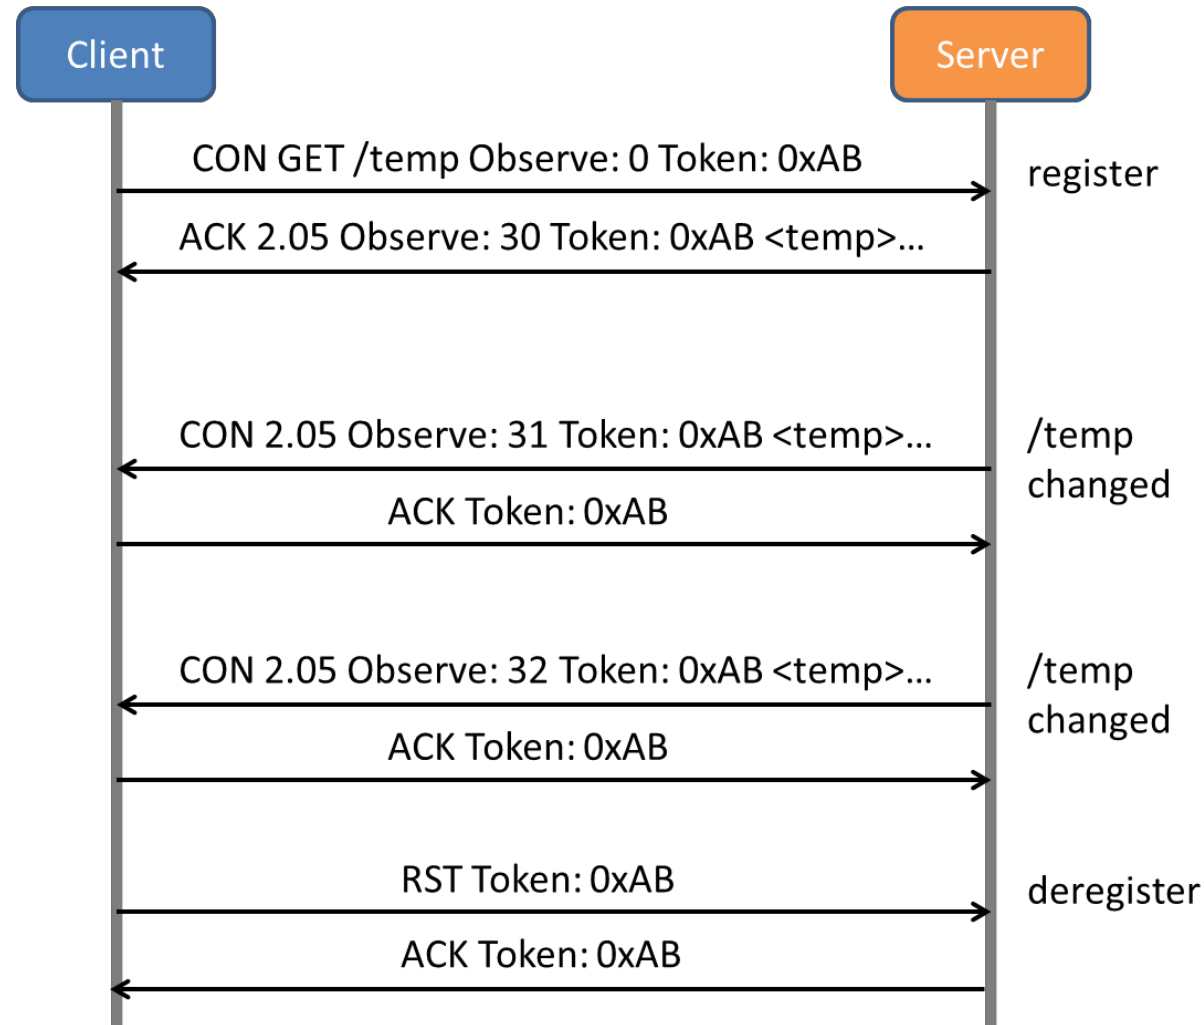 Client
Server
CON GET /temp Observe: 0 Token: 0xAB
register
ACK 2.05 Observe: 30 Token: 0xAB <temp>...
CON 2.05 Observe: 31 Token: 0xAB <temp>...
/temp
changed
ACK Token: 0xAB
CON 2.05 Observe: 32 Token: 0xAB <temp>...
/temp
changed
ACK Token: 0xAB
RST Token: 0xAB
deregister
ACK Token: 0xAB